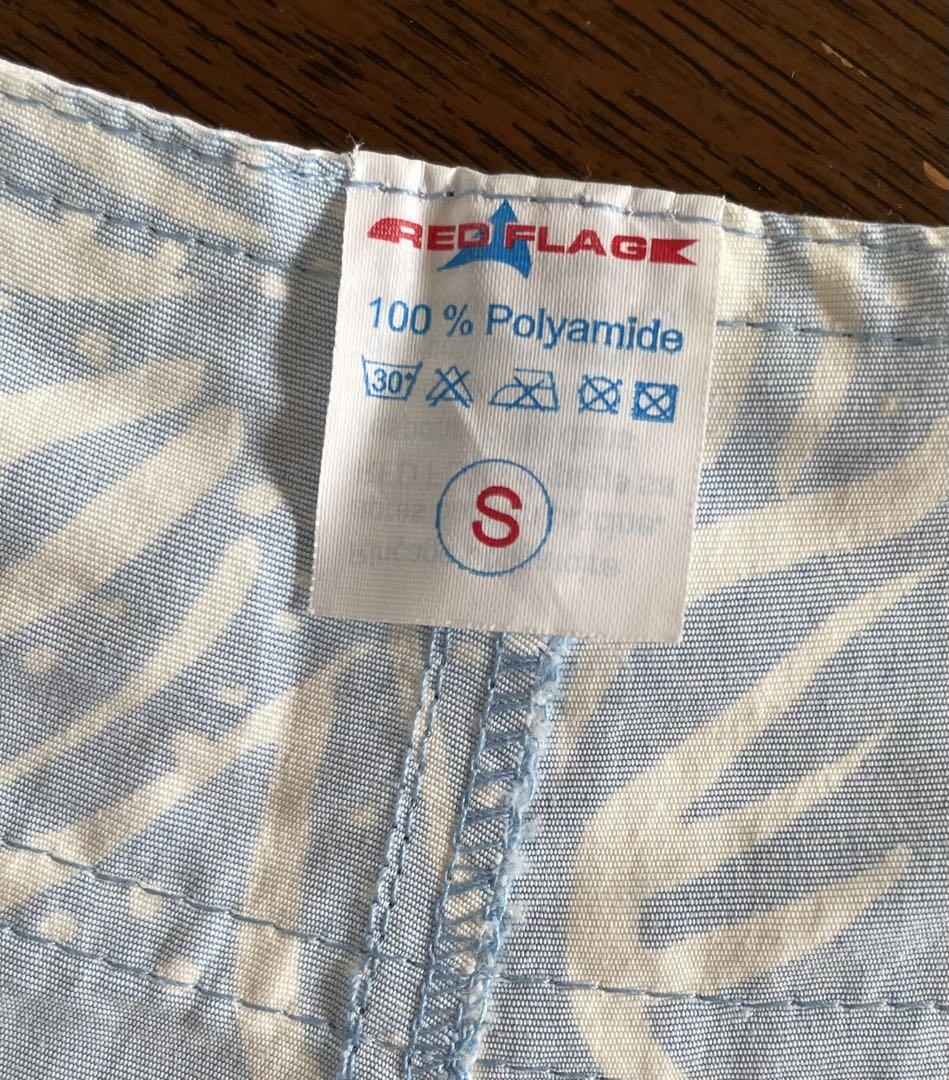 RED FLAG
100 % Polyamide
30°
S